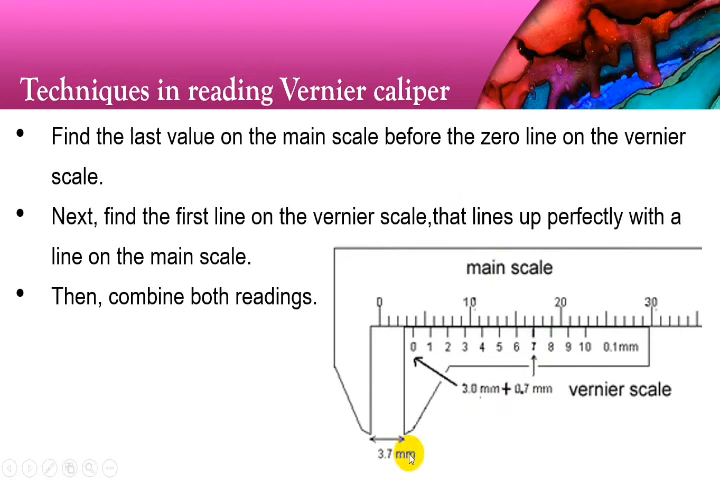 Techniques in reading Vernier caliper
• Find the last value on the main scale before the zero line on the vernier
scale.
• Next, find the first line on the vernier scale,that lines up perfectly with a
line on the main scale.
• Then, combine both readings.
main scale
0 10 20 30
0 1 2 3 4 5 6 7 8 9 10 0.1mm
3.0 mm + 0.7 mm vernier scale
3.7 mm